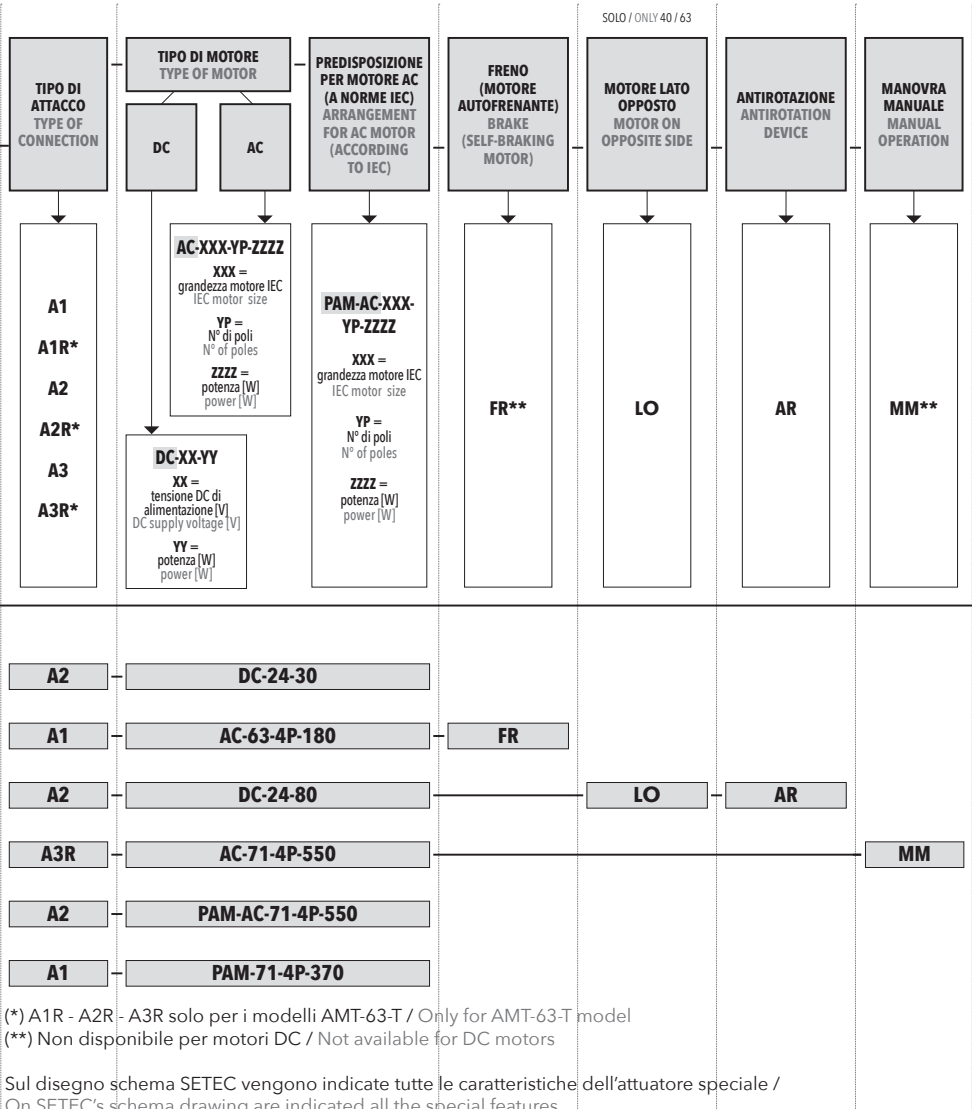 SOLO / ONLY 40 / 63
TIPO DI
ATTACCO
TYPE OF
CONNECTION
TIPO DI MOTORE
TYPE OF MOTOR
DC
AC
PREDISPOSIZIONE
PER MOTORE AC
(A NORME IEC)
ARRANGEMENT
FOR AC MOTOR
(ACCORDING
TO IEC)
FRENO
(MOTORE
AUTOFRENANTE)
BRAKE
(SELF-BRAKING
MOTOR)
MOTORE LATO
OPPOSTO
MOTOR ON
OPPOSITE SIDE
ANTIROTAZIONE
ANTIROTATION
DEVICE
MANOVRA
MANUALE
MANUAL
OPERATION
A1
A1R*
A2
A2R*
A3
A3R*
AC-XXX-YP-ZZZZ
XXX =
grandezza motore IEC
IEC motor size
YP =
N° di poli
N° of poles
ZZZZ =
potenza [W]
power [W]
DC-XX-YY
XX =
tensione DC di
alimentazione [V]
DC supply voltage [V]
YY =
potenza [W]
power [W]
PAM-AC-XXX-
YP-ZZZZ
XXX =
grandezza motore IEC
IEC motor size
YP =
N° di poli
N° of poles
ZZZZ =
potenza [W]
power [W]
FR**
LO
AR
MM**
A2 - DC-24-30
A1 - AC-63-4P-180 - FR
A2 - DC-24-80 LO - AR
A3R - AC-71-4P-550 MM
A2 - PAM-AC-71-4P-550
A1 - PAM-71-4P-370
(*) A1R - A2R - A3R solo per i modelli AMT-63-T / Only for AMT-63-T model
(**) Non disponibile per motori DC / Not available for DC motors
Sul disegno schema SETEC vengono indicate tutte le caratteristiche dell'attuatore speciale /
On SETEC's schema drawing are indicated all the special features